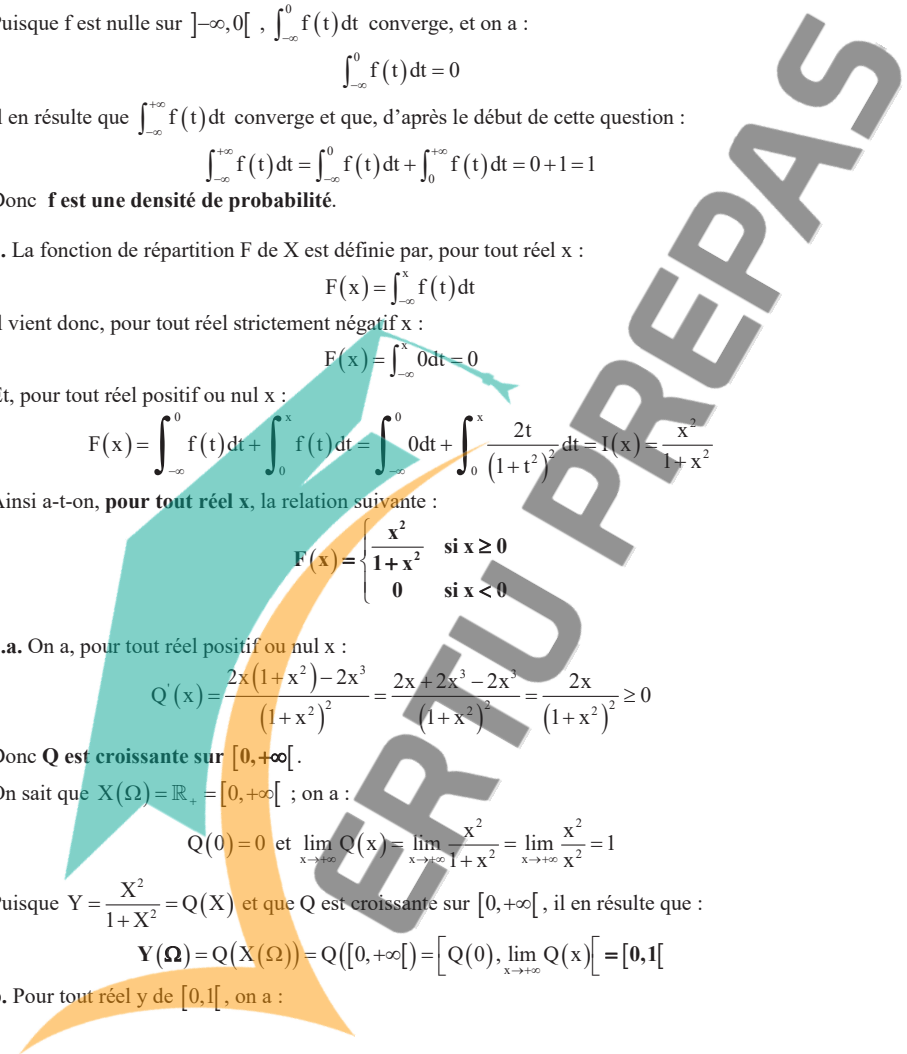 uisque f est nulle sur ]−∞,0[ , ∫_{−∞}^{0} f(t)dt converge, et on a :
∫_{−∞}^{0} f(t)dt = 0
l en résulte que ∫_{−∞}^{+∞} f(t)dt converge et que, d'après le début de cette question :
∫_{−∞}^{+∞} f(t)dt = ∫_{−∞}^{0} f(t)dt + ∫_{0}^{+∞} f(t)dt = 0 + 1 = 1
Donc f est une densité de probabilité.
. La fonction de répartition F de X est définie par, pour tout réel x :
F(x) = ∫_{−∞}^{x} f(t)dt
l vient donc, pour tout réel strictement négatif x :
F(x) = ∫_{−∞}^{x} 0dt = 0
Et, pour tout réel positif ou nul x :
F(x) = ∫_{−∞}^{0} f(t)dt + ∫_{0}^{x} f(t)dt = ∫_{−∞}^{0} 0dt + ∫_{0}^{x} 2t/(1+t²)² dt = I(x) = x²/(1+x²)
Ainsi a-t-on, pour tout réel x, la relation suivante :
F(x) = { x²/(1+x²) si x ≥ 0
0 si x < 0
.a. On a, pour tout réel positif ou nul x :
Q'(x) = (2x(1+x²)−2x³)/(1+x²)² = (2x+2x³−2x³)/(1+x²)² = 2x/(1+x²)² ≥ 0
Donc Q est croissante sur [0,+∞[.
On sait que X(Ω) = ℝ₊ = [0,+∞[ ; on a :
Q(0) = 0 et lim_{x→+∞} Q(x) = lim_{x→+∞} x²/(1+x²) = lim_{x→+∞} x²/x² = 1
uisque Y = X²/(1+X²) = Q(X) et que Q est croissante sur [0,+∞[, il en résulte que :
Y(Ω) = Q(X(Ω)) = Q([0,+∞[) = [Q(0), lim_{x→+∞} Q(x)[ = [0,1[
. Pour tout réel y de [0,1[, on a :
ERTU PREPAS